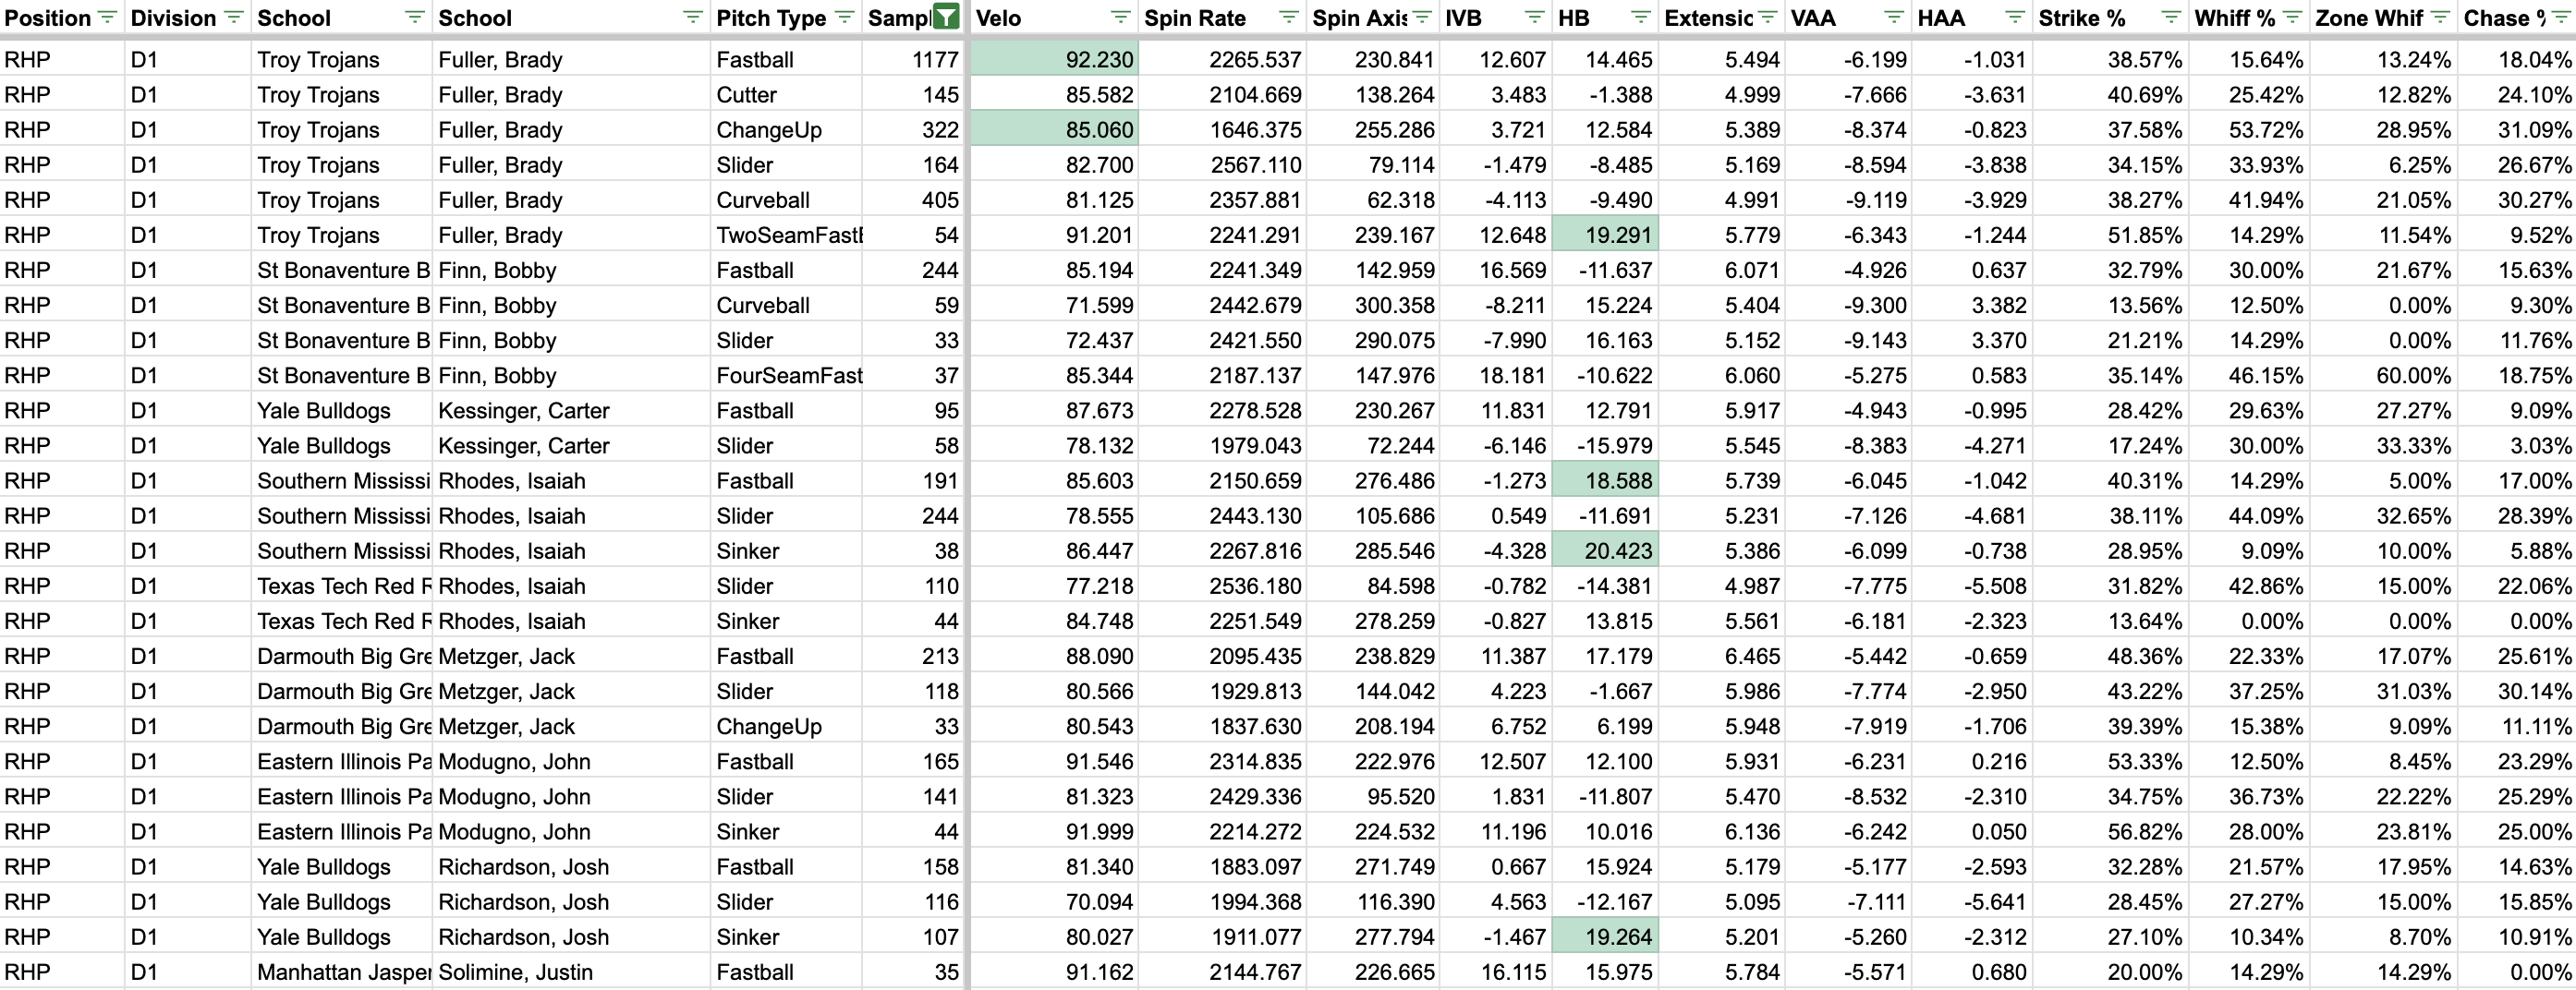 Position Division School School Pitch Type Sampl Velo Spin Rate Spin Axis IVB HB Extensic VAA HAA Strike % Whiff % Zone Whif Chase %
RHP D1 Troy Trojans Fuller, Brady Fastball 1177 92.230 2265.537 230.841 12.607 14.465 5.494 -6.199 -1.031 38.57% 15.64% 13.24% 18.04%
RHP D1 Troy Trojans Fuller, Brady Cutter 145 85.582 2104.669 138.264 3.483 -1.388 4.999 -7.666 -3.631 40.69% 25.42% 12.82% 24.10%
RHP D1 Troy Trojans Fuller, Brady ChangeUp 322 85.060 1646.375 255.286 3.721 12.584 5.389 -8.374 -0.823 37.58% 53.72% 28.95% 31.09%
RHP D1 Troy Trojans Fuller, Brady Slider 164 82.700 2567.110 79.114 -1.479 -8.485 5.169 -8.594 -3.838 34.15% 33.93% 6.25% 26.67%
RHP D1 Troy Trojans Fuller, Brady Curveball 405 81.125 2357.881 62.318 -4.113 -9.490 4.991 -9.119 -3.929 38.27% 41.94% 21.05% 30.27%
RHP D1 Troy Trojans Fuller, Brady TwoSeamFastE 54 91.201 2241.291 239.167 12.648 19.291 5.779 -6.343 -1.244 51.85% 14.29% 11.54% 9.52%
RHP D1 St Bonaventure B Finn, Bobby Fastball 244 85.194 2241.349 142.959 16.569 -11.637 6.071 -4.926 0.637 32.79% 30.00% 21.67% 15.63%
RHP D1 St Bonaventure B Finn, Bobby Curveball 59 71.599 2442.679 300.358 -8.211 15.224 5.404 -9.300 3.382 13.56% 12.50% 0.00% 9.30%
RHP D1 St Bonaventure B Finn, Bobby Slider 33 72.437 2421.550 290.075 -7.990 16.163 5.152 -9.143 3.370 21.21% 14.29% 0.00% 11.76%
RHP D1 St Bonaventure B Finn, Bobby FourSeamFast 37 85.344 2187.137 147.976 18.181 -10.622 6.060 -5.275 0.583 35.14% 46.15% 60.00% 18.75%
RHP D1 Yale Bulldogs Kessinger, Carter Fastball 95 87.673 2278.528 230.267 11.831 12.791 5.917 -4.943 -0.995 28.42% 29.63% 27.27% 9.09%
RHP D1 Yale Bulldogs Kessinger, Carter Slider 58 78.132 1979.043 72.244 -6.146 -15.979 5.545 -8.383 -4.271 17.24% 30.00% 33.33% 3.03%
RHP D1 Southern Mississi Rhodes, Isaiah Fastball 191 85.603 2150.659 276.486 -1.273 18.588 5.739 -6.045 -1.042 40.31% 14.29% 5.00% 17.00%
RHP D1 Southern Mississi Rhodes, Isaiah Slider 244 78.555 2443.130 105.686 0.549 -11.691 5.231 -7.126 -4.681 38.11% 44.09% 32.65% 28.39%
RHP D1 Southern Mississi Rhodes, Isaiah Sinker 38 86.447 2267.816 285.546 -4.328 20.423 5.386 -6.099 -0.738 28.95% 9.09% 10.00% 5.88%
RHP D1 Texas Tech Red R Rhodes, Isaiah Slider 110 77.218 2536.180 84.598 -0.782 -14.381 4.987 -7.775 -5.508 31.82% 42.86% 15.00% 22.06%
RHP D1 Texas Tech Red R Rhodes, Isaiah Sinker 44 84.748 2251.549 278.259 -0.827 13.815 5.561 -6.181 -2.323 13.64% 0.00% 0.00% 0.00%
RHP D1 Darmouth Big Gre Metzger, Jack Fastball 213 88.090 2095.435 238.829 11.387 17.179 6.465 -5.442 -0.659 48.36% 22.33% 17.07% 25.61%
RHP D1 Darmouth Big Gre Metzger, Jack Slider 118 80.566 1929.813 144.042 4.223 -1.667 5.986 -7.774 -2.950 43.22% 37.25% 31.03% 30.14%
RHP D1 Darmouth Big Gre Metzger, Jack ChangeUp 33 80.543 1837.630 208.194 6.752 6.199 5.948 -7.919 -1.706 39.39% 15.38% 9.09% 11.11%
RHP D1 Eastern Illinois Pa Modugno, John Fastball 165 91.546 2314.835 222.976 12.507 12.100 5.931 -6.231 0.216 53.33% 12.50% 8.45% 23.29%
RHP D1 Eastern Illinois Pa Modugno, John Slider 141 81.323 2429.336 95.520 1.831 -11.807 5.470 -8.532 -2.310 34.75% 36.73% 22.22% 25.29%
RHP D1 Eastern Illinois Pa Modugno, John Sinker 44 91.999 2214.272 224.532 11.196 10.016 6.136 -6.242 0.050 56.82% 28.00% 23.81% 25.00%
RHP D1 Yale Bulldogs Richardson, Josh Fastball 158 81.340 1883.097 271.749 0.667 15.924 5.179 -5.177 -2.593 32.28% 21.57% 17.95% 14.63%
RHP D1 Yale Bulldogs Richardson, Josh Slider 116 70.094 1994.368 116.390 4.563 -12.167 5.095 -7.111 -5.641 28.45% 27.27% 15.00% 15.85%
RHP D1 Yale Bulldogs Richardson, Josh Sinker 107 80.027 1911.077 277.794 -1.467 19.264 5.201 -5.260 -2.312 27.10% 10.34% 8.70% 10.91%
RHP D1 Manhattan Jasper Solimine, Justin Fastball 35 91.162 2144.767 226.665 16.115 15.975 5.784 -5.571 0.680 20.00% 14.29% 14.29% 0.00%